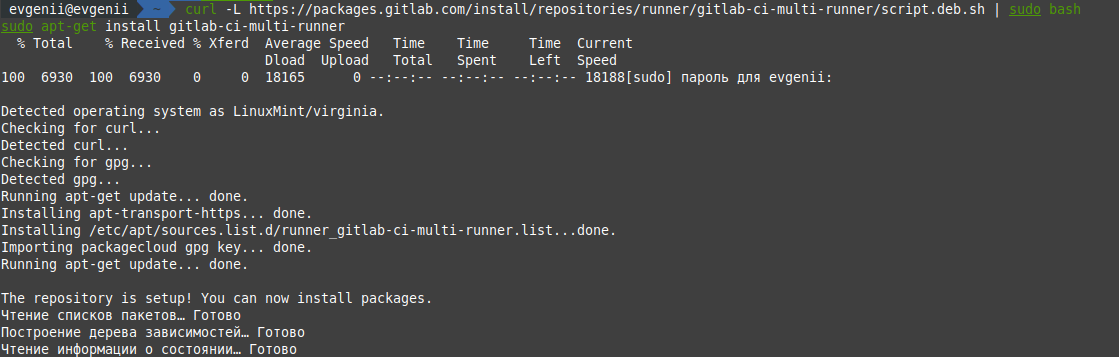 evgenii@evgenii ~ curl -L https://packages.gitlab.com/install/repositories/runner/gitlab-ci-multi-runner/script.deb.sh | sudo bash
sudo apt-get install gitlab-ci-multi-runner
% Total % Received % Xferd Average Speed Time Time Time Current
Dload Upload Total Spent Left Speed
100 6930 100 6930 0 0 18165 0 --:--:-- --:--:-- --:--:-- 18188[sudo] пароль для evgenii:
Detected operating system as LinuxMint/virginia.
Checking for curl...
Detected curl...
Checking for gpg...
Detected gpg...
Running apt-get update... done.
Installing apt-transport-https... done.
Installing /etc/apt/sources.list.d/runner_gitlab-ci-multi-runner.list...done.
Importing packagecloud gpg key... done.
Running apt-get update... done.
The repository is setup! You can now install packages.
Чтение списков пакетов… Готово
Построение дерева зависимостей… Готово
Чтение информации о состоянии… Готово